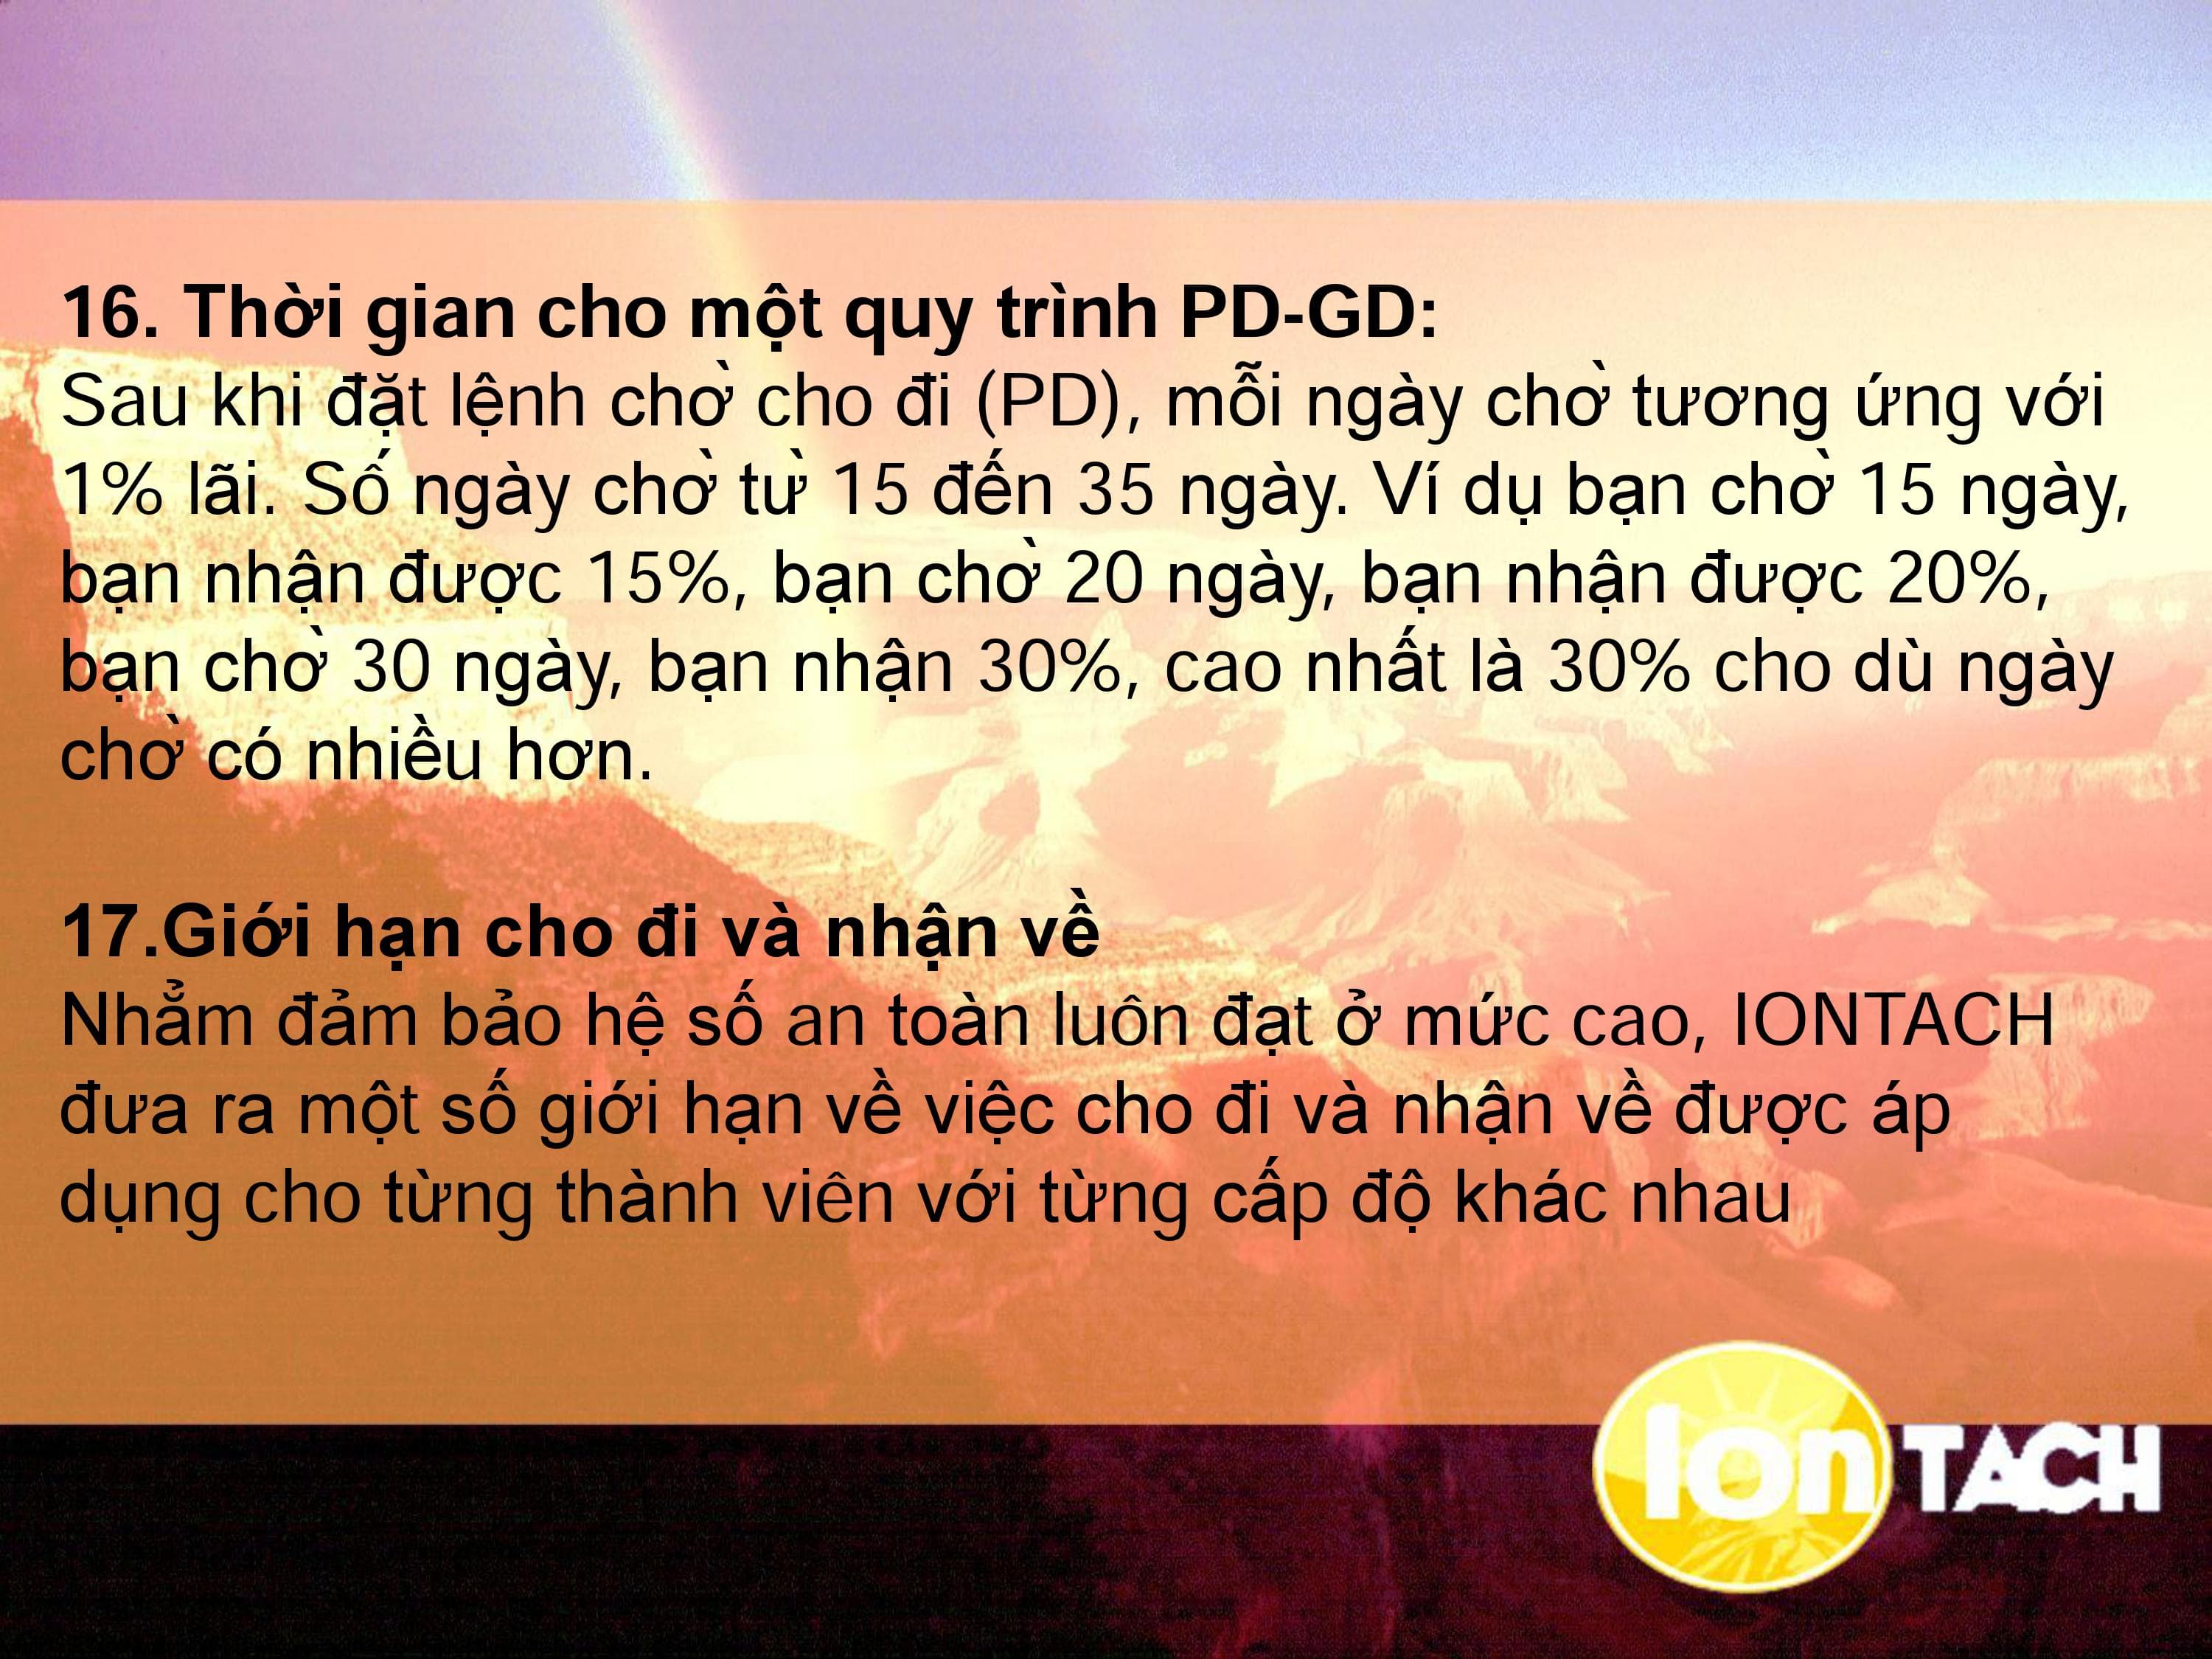 16. Thời gian cho một quy trình PD-GD:
Sau khi đặt lệnh chờ cho đi (PD), mỗi ngày chờ tương ứng với
1% lãi. Số ngày chờ từ 15 đến 35 ngày. Ví dụ bạn chờ 15 ngày,
bạn nhận được 15%, bạn chờ 20 ngày, bạn nhận được 20%,
bạn chờ 30 ngày, bạn nhận 30%, cao nhất là 30% cho dù ngày
chờ có nhiều hơn.
17.Giới hạn cho đi và nhận về
Nhẳm đảm bảo hệ số an toàn luôn đạt ở mức cao, IONTACH
đưa ra một số giới hạn về việc cho đi và nhận về được áp
dụng cho từng thành viên với từng cấp độ khác nhau
Ion TACH